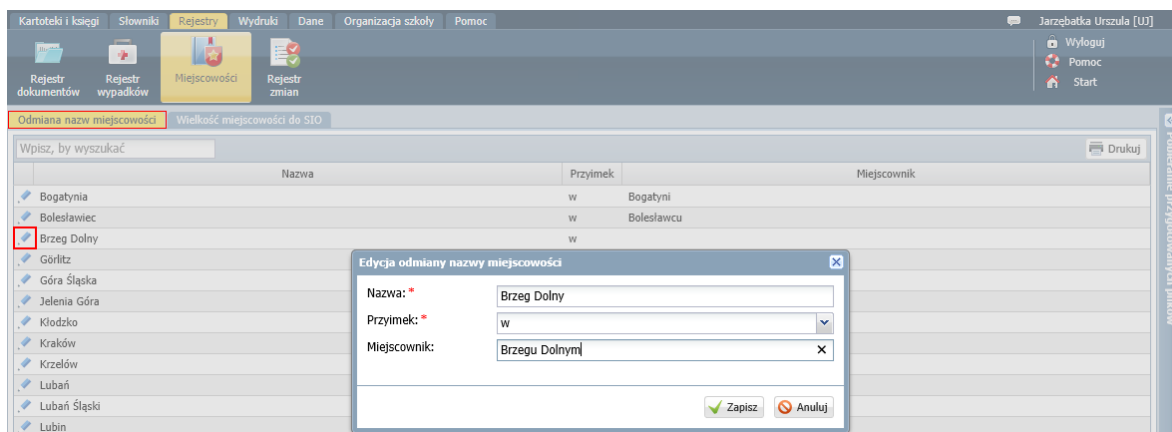 Kartoteki i księgi Słowniki Rejestry Wydruki Dane Organizacja szkoły Pomoc Jarzębatka Urszula [UJ]
Rejestr dokumentów
Rejestr wypadków
Miejscowości
Rejestr zmian
Wyloguj
Pomoc
Start
Odmiana nazw miejscowości Wielkość miejscowości do SIO
Wpisz, by wyszukać Drukuj
Nazwa Przyimek Miejscownik
Bogatynia w Bogatyni
Bolesławiec w Bolesławcu
Brzeg Dolny w
Görlitz
Góra Śląska
Jelenia Góra
Kłodzko
Kraków
Krzelów
Lubań
Lubań Śląski
Lubin
Edycja odmiany nazwy miejscowości
Nazwa: * Brzeg Dolny
Przyimek: * w
Miejscownik: Brzegu Dolnym
Zapisz Anuluj
Pobieranie przygotowanych plików